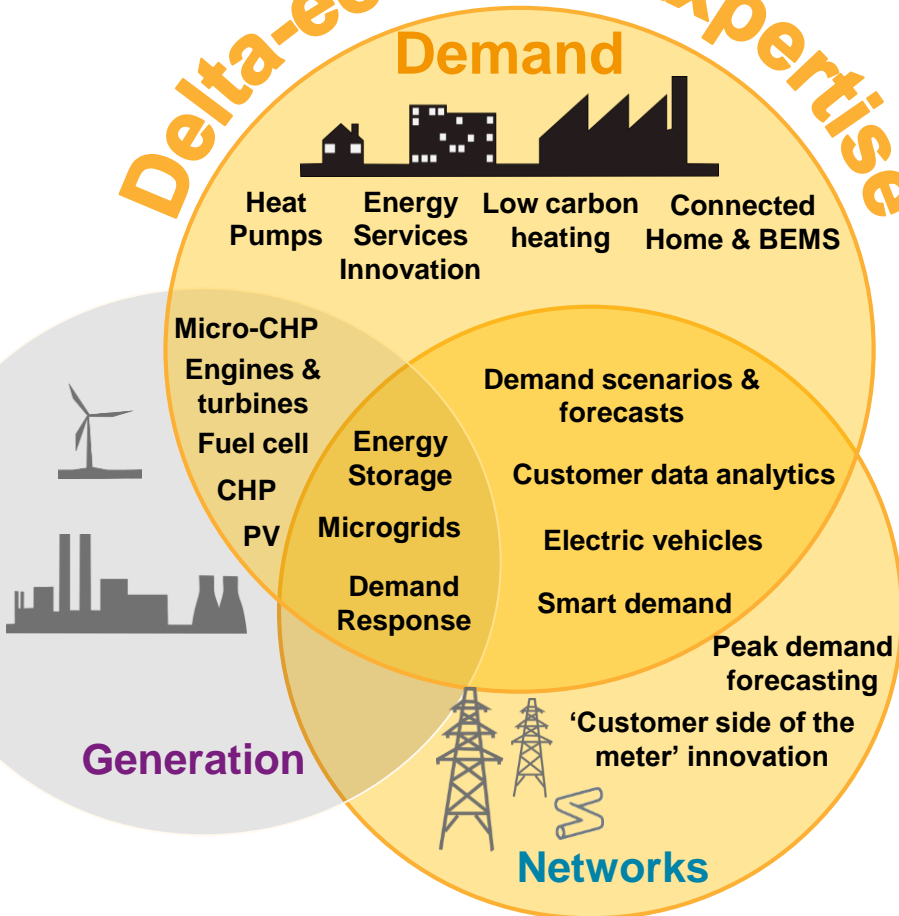 Delta-ee Expertise
Demand
Heat
Pumps
Energy
Services
Innovation
Low carbon
heating
Connected
Home & BEMS
Micro-CHP
Engines &
turbines
Fuel cell
CHP
PV
Energy
Storage
Microgrids
Demand
Response
Demand scenarios &
forecasts
Customer data analytics
Electric vehicles
Smart demand
Peak demand
forecasting
‘Customer side of the
meter’ innovation
Generation
Networks